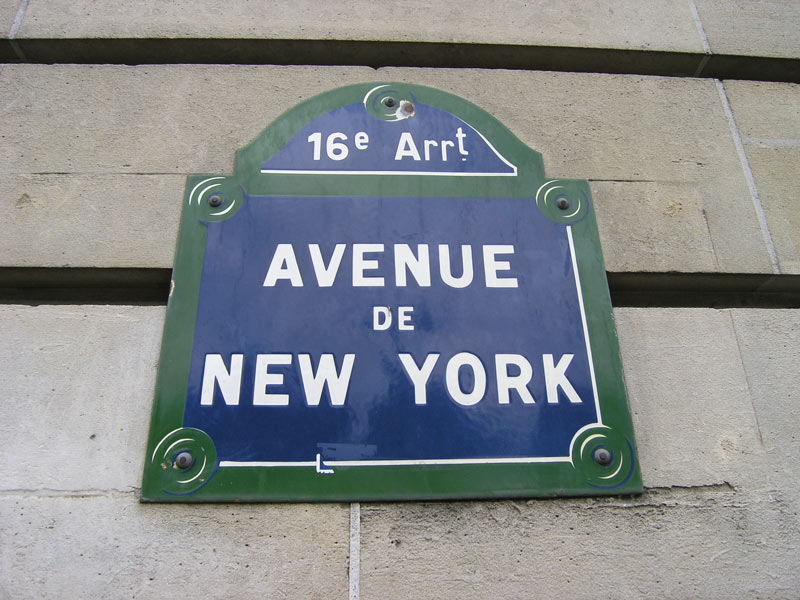 16e Arrt
AVENUE
DE
NEW YORK